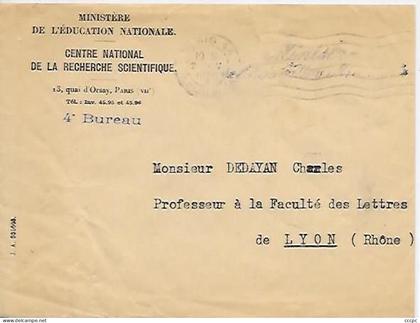 MINISTÈRE
DE L'ÉDUCATION NATIONALE.
CENTRE NATIONAL
DE LA RECHERCHE SCIENTIFIQUE.
13, quai d'Orsay, Paris VIIᵉ)
Tél.: Inv. 45.95 et 45.96
4ᵉ Bureau
Monsieur DEDAYAN Charles
Professeur à la Faculté des Lettres
de LYON ( Rhône )